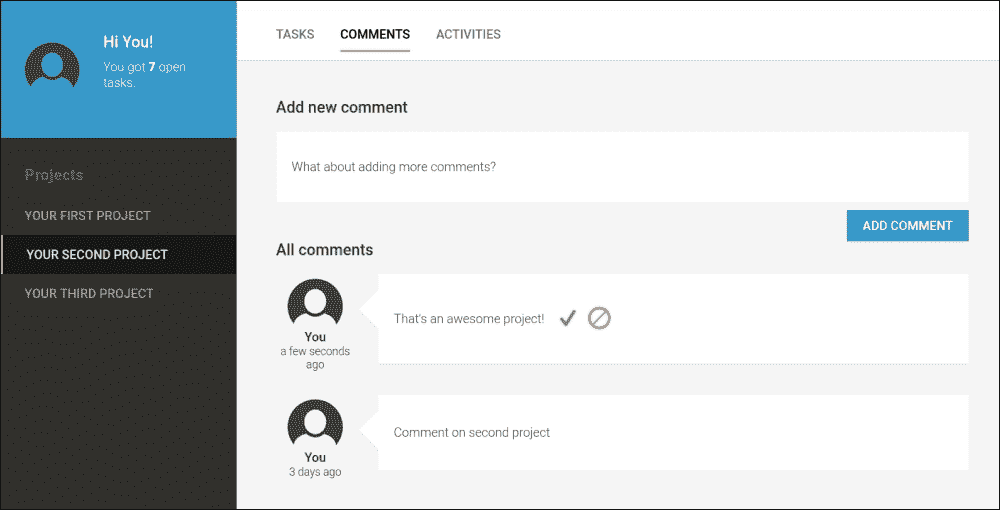 Hi You!
You got 7 open
tasks.
Projects
YOUR FIRST PROJECT
YOUR SECOND PROJECT
YOUR THIRD PROJECT
TASKS COMMENTS ACTIVITIES
Add new comment
What about adding more comments?
ADD COMMENT
All comments
You
a few seconds
ago
That's an awesome project!
You
3 days ago
Comment on second project